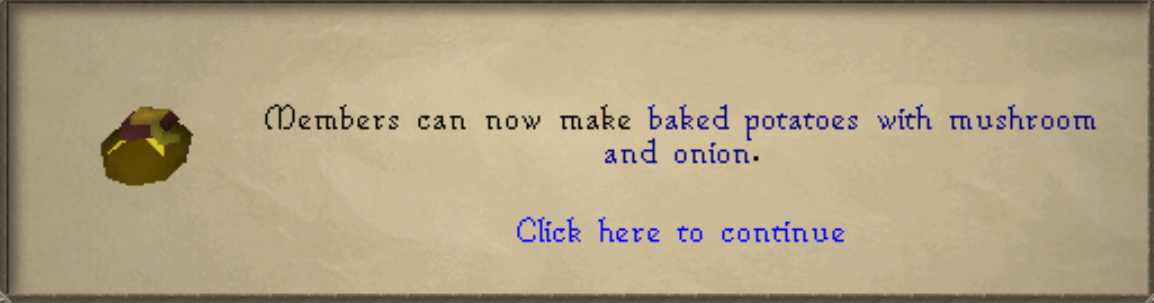 Members can now make baked potatoes with mushroom
and onion.
Click here to continue